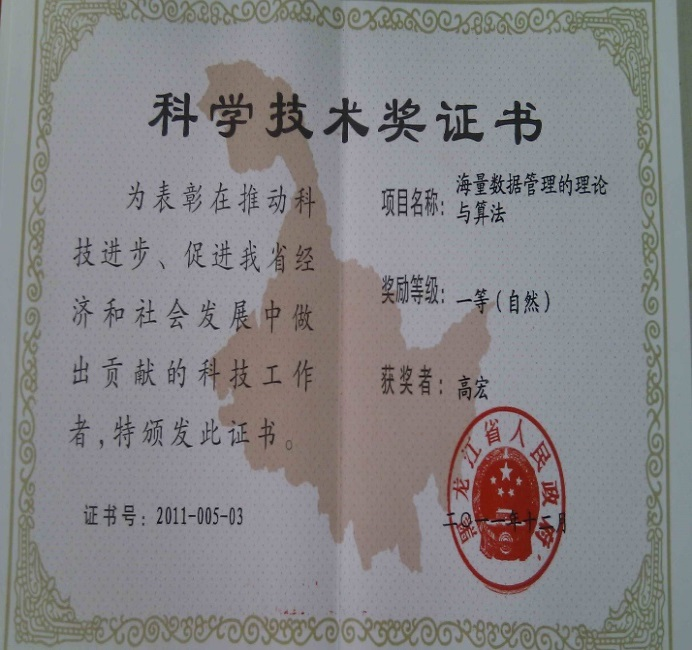 科学技术奖证书
为表彰在推动科
技进步、促进我省经
济和社会发展中做
出贡献的科技工作
者,特颁发此证书。
证书号：2011-005-03
项目名称：海量数据管理的理论
与算法
奖励等级：一等（自然）
获奖者：高宏
黑龙江省人民政府
二〇一一年十二月